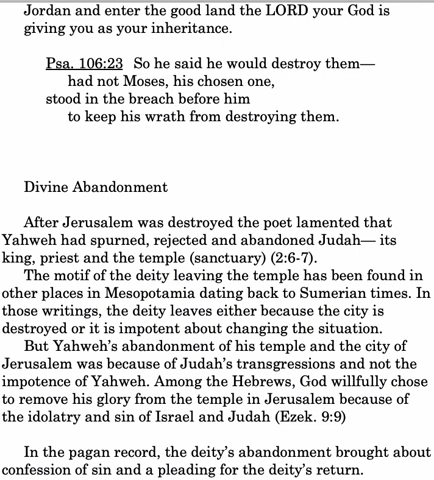 Jordan and enter the good land the LORD your God is
giving you as your inheritance.
Psa. 106:23 So he said he would destroy them—
had not Moses, his chosen one,
stood in the breach before him
to keep his wrath from destroying them.
Divine Abandonment
After Jerusalem was destroyed the poet lamented that
Yahweh had spurned, rejected and abandoned Judah— its
king, priest and the temple (sanctuary) (2:6-7).
The motif of the deity leaving the temple has been found in
other places in Mesopotamia dating back to Sumerian times. In
those writings, the deity leaves either because the city is
destroyed or it is impotent about changing the situation.
But Yahweh’s abandonment of his temple and the city of
Jerusalem was because of Judah’s transgressions and not the
impotence of Yahweh. Among the Hebrews, God willfully chose
to remove his glory from the temple in Jerusalem because of
the idolatry and sin of Israel and Judah (Ezek. 9:9)
In the pagan record, the deity’s abandonment brought about
confession of sin and a pleading for the deity’s return.